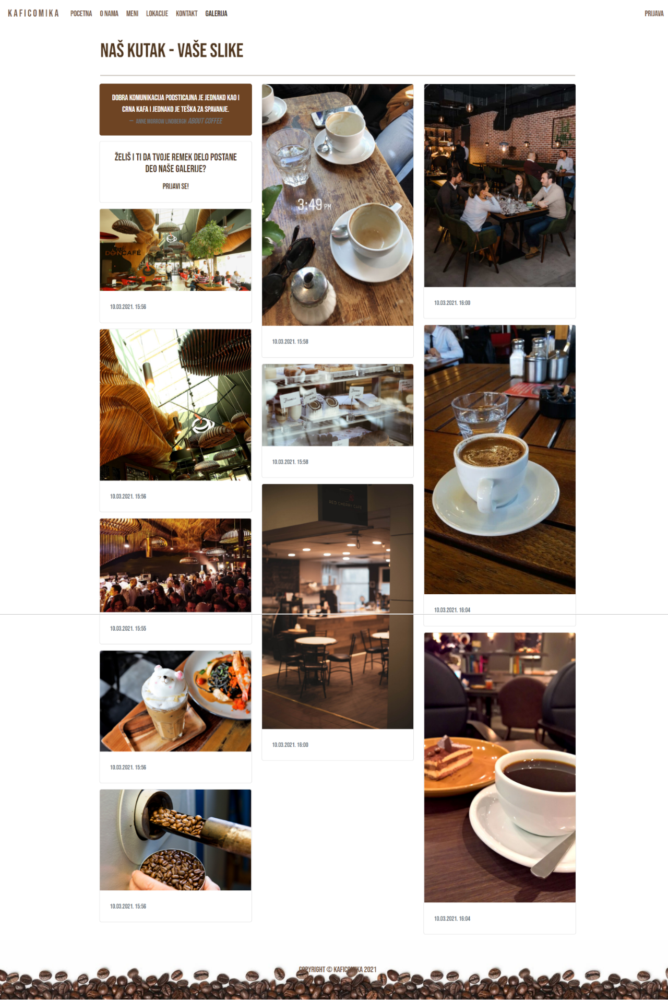 KAFICOMIKA POCETNA O NAMA MENI LOKACIJE KONTAKT GALERIJA PRIJAVA
NAŠ KUTAK - VAŠE SLIKE
DOBRA KOMUNIKACIJA PODSTICAJNA JE JEDNAKO KAO I
CRNA KAFA I JEDNAKO JE TEŠKA ZA SPAVANJE.
— ANNE MORROW LINDBERGH ABOUT COFFEE
ŽELIŠ I TI DA TVOJE REMEK DELO POSTANE
DEO NAŠE GALERIJE?
PRIJAVI SE!
DONCAFÉ
10.03.2021. 15:56
10.03.2021. 15:56
10.03.2021. 15:55
10.03.2021. 15:56
10.03.2021. 15:56
3:49 PM
10.03.2021. 15:58
10.03.2021. 15:58
RED CHERRY CAFE
10.03.2021. 16:00
10.03.2021. 16:00
10.03.2021. 16:04
10.03.2021. 16:04
COPYRIGHT © KAFICOMIKA 2021